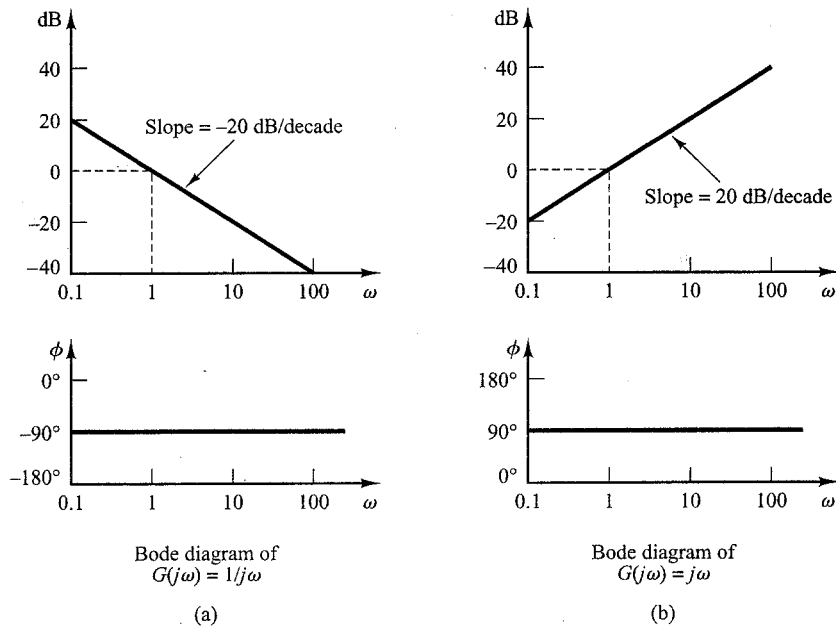 dB
40
20
0
−20
−40
Slope = −20 dB/decade
0.1 1 10 100 ω
ϕ
0°
−90°
−180°
0.1 1 10 100 ω
Bode diagram of
G(jω) = 1/jω
(a)
dB
40
20
0
−20
−40
Slope = 20 dB/decade
0.1 1 10 100 ω
ϕ
180°
90°
0°
0.1 1 10 100 ω
Bode diagram of
G(jω) = jω
(b)